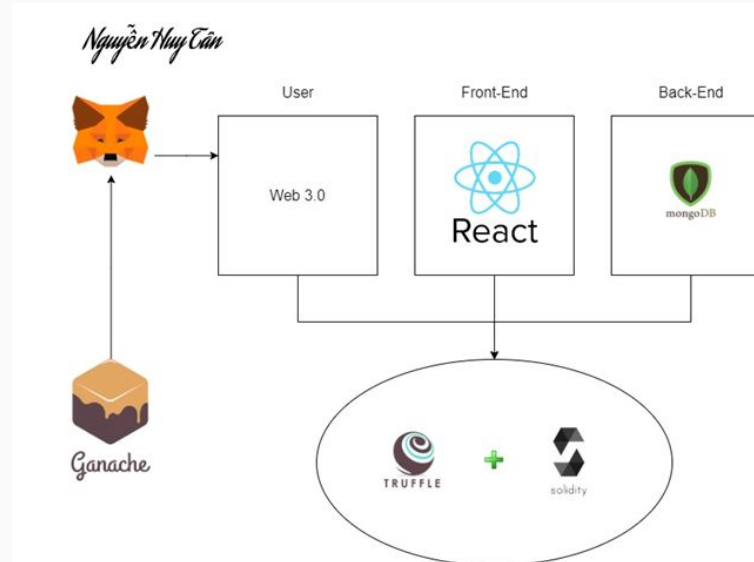 Nguyễn Huy Tân
User
Front-End
Back-End
Web 3.0
React
mongoDB
Ganache
TRUFFLE
solidity